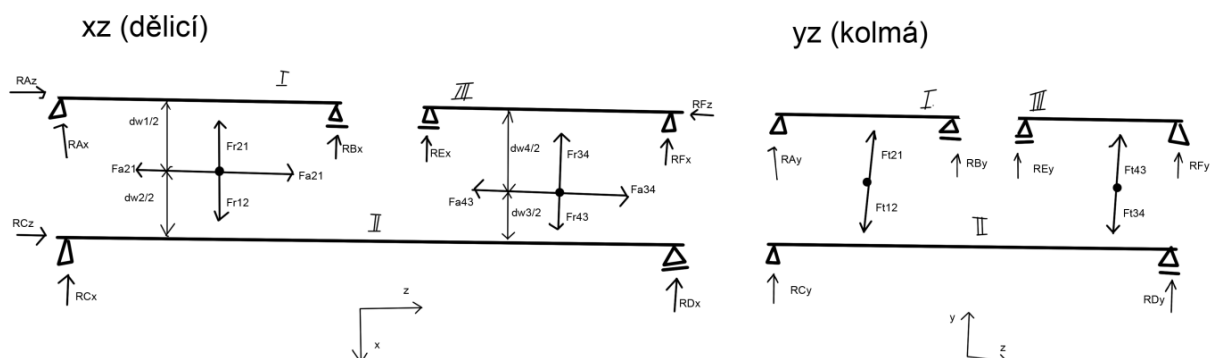 xz (dělicí)
yz (kolmá)
RAz
I
III
RFz
I
III
dw1/2
dw4/2
RAx
Fr21
RBx
REx
Fr34
RFx
RAy
Ft21
RBy
REy
Ft43
RFy
Fa21
Fa21
Fa43
Fa34
dw2/2
Fr12
dw3/2
Fr43
Ft12
Ft34
RCz
II
II
RCx
RDx
RCy
RDy
z
x
y
z